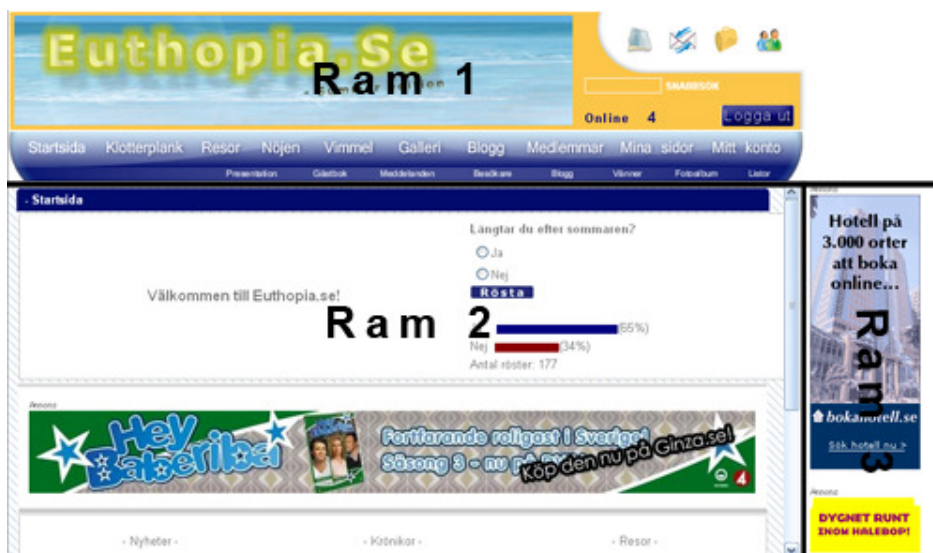 Euthopia.Se
- Summer Edition
Ram 1
SNABBSÖK
Online 4
Logga ut
Startsida Klotterplank Resor Nöjen Vimmel Galleri Blogg Medlemmar Mina sidor Mitt konto
Presentation Gästbok Meddelanden Besökare Blogg Vänner Fotoalbum Listor
- Startsida
Längtar du efter sommaren?
Ja
Nej
Rösta
Välkommen till Euthopia.se!
Ram 2
(65%)
Nej (34%)
Antal röster: 177
Annons
Hey Baberiba
Fortfarande roligast i Sverige!
Säsong 3 - nu på
Köp den nu på Ginza.se!
4
- Nyheter - - Krönikor - - Resor -
Annons
Hotell på
3.000 orter
att boka
online...
Ram 3
bokahotell.se
Sök hotell nu >
Annons
DYGNET RUNT
INOM HALEBOP!